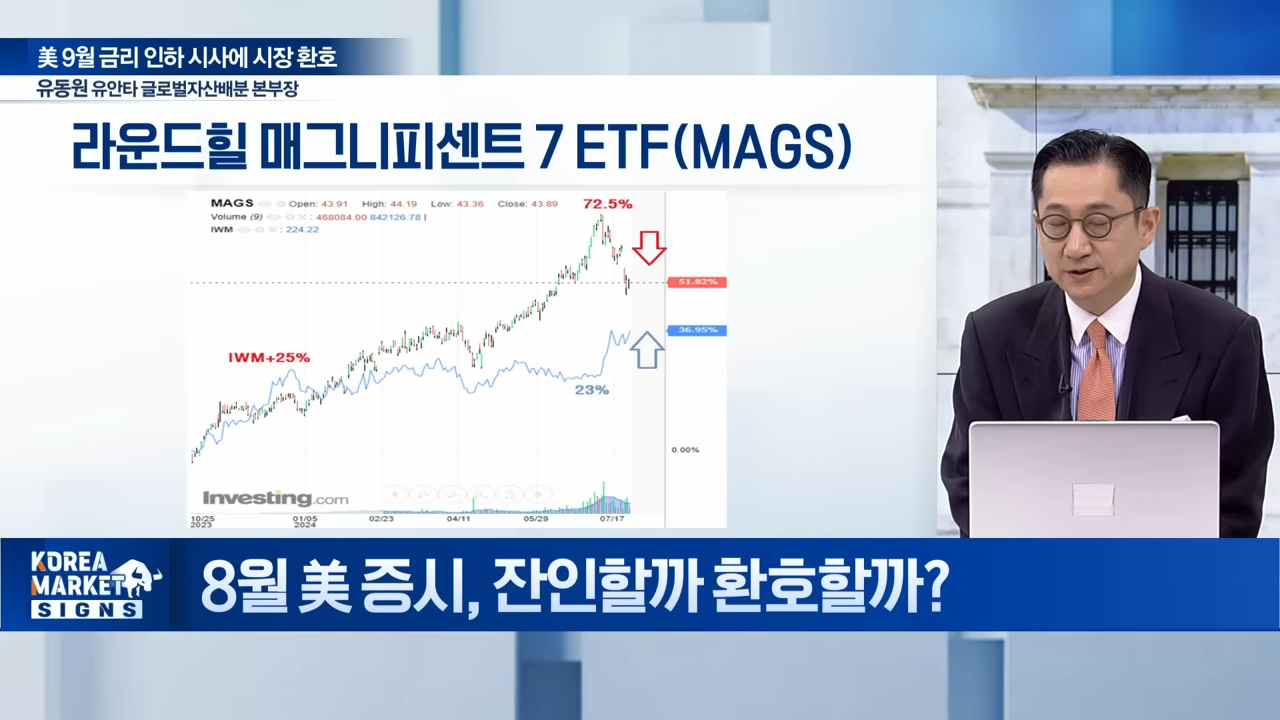 美 9월 금리 인하 시사에 시장 환호
유동원 유안타 글로벌자산배분 본부장
라운드힐 매그니피센트 7 ETF(MAGS)
MAGS Open: 43.91 High: 44.19 Low: 43.36 Close: 43.89
Volume (9) : 468084.00 842126.78
IWM : 224.22
72.5%
51.82%
36.95%
IWM+25%
23%
0.00%
Investing.com
10/25 01/05 02/23 04/11 05/29 07/17
2023 2024
KOREA
MARKET
SIGNS
8월 美 증시, 잔인할까 환호할까?